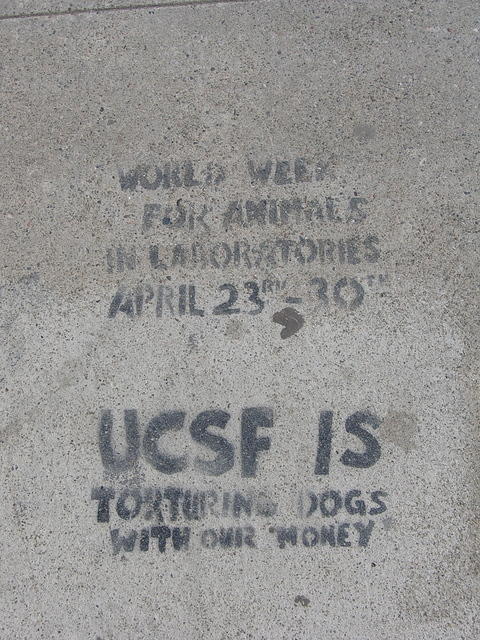 WORLD WEEK
FOR ANIMALS
IN LABORATORIES
APRIL 23RD-30TH
UCSF IS
TORTURING DOGS
WITH OUR "MONEY"